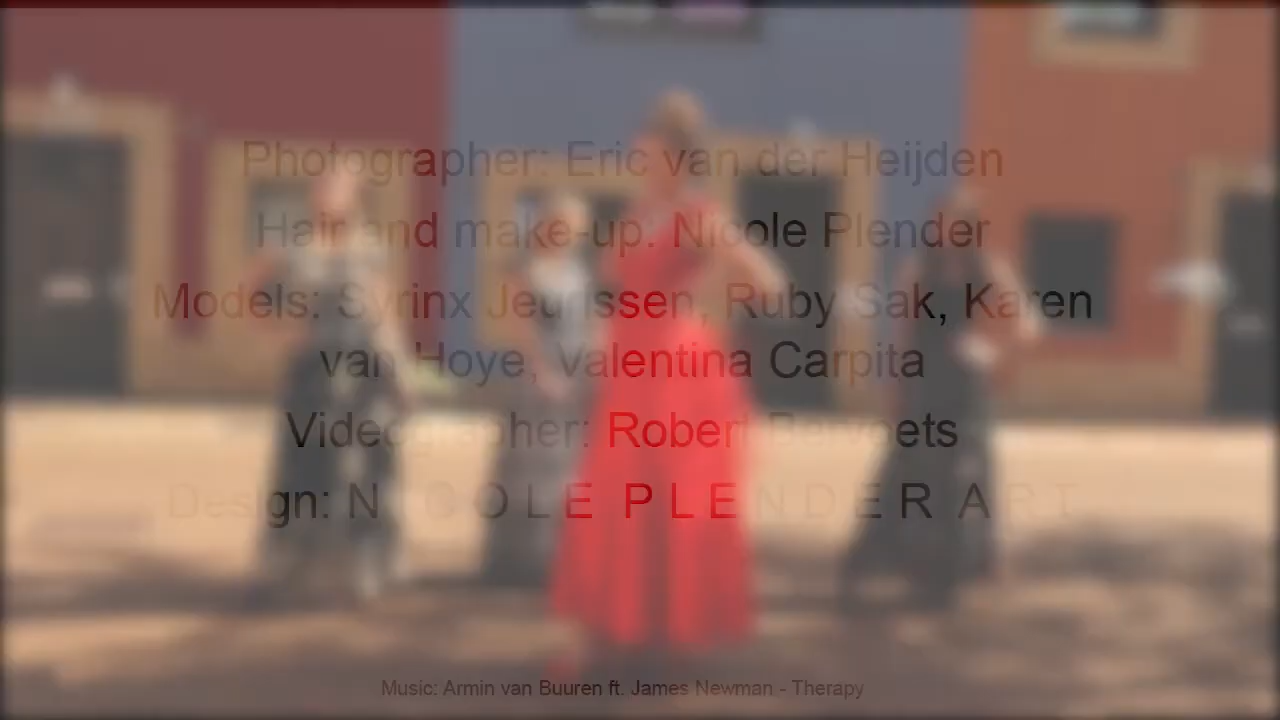 Photographer: Eric van der Heijden
Hair and make-up: Nicole Plender
Models: Syrinx Jeurissen, Ruby Sak, Karen
van Hoye, Valentina Carpita
Videographer: Robert Bervoets
Design: N I C O L E P L E N D E R A R T
Music: Armin van Buuren ft. James Newman - Therapy